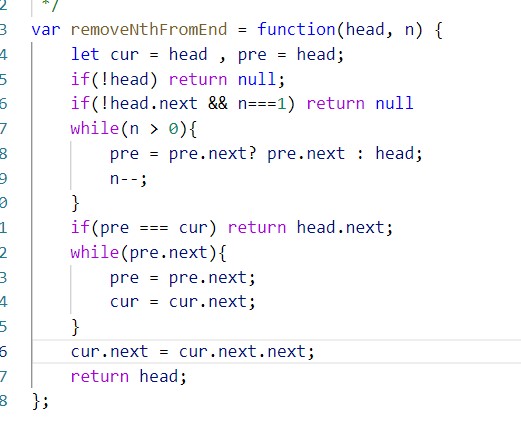 2 */
3 var removeNthFromEnd = function(head, n) {
4 let cur = head , pre = head;
5 if(!head) return null;
6 if(!head.next && n===1) return null
7 while(n > 0){
8 pre = pre.next? pre.next : head;
9 n--;
0 }
1 if(pre === cur) return head.next;
2 while(pre.next){
3 pre = pre.next;
4 cur = cur.next;
5 }
6 cur.next = cur.next.next;
7 return head;
8 };